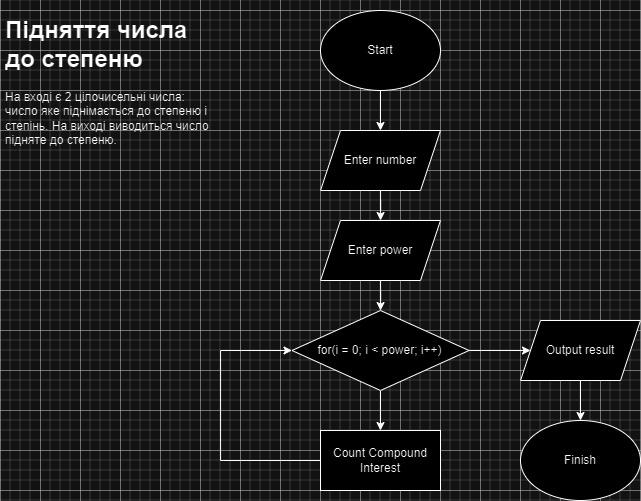 Підняття числа
до степеню
На вході є 2 цілочисельні числа:
число яке піднімається до степеню і
степінь. На виході виводиться число
підняте до степеню.
Start
Enter number
Enter power
for(i = 0; i < power; i++)
Output result
Count Compound
Interest
Finish